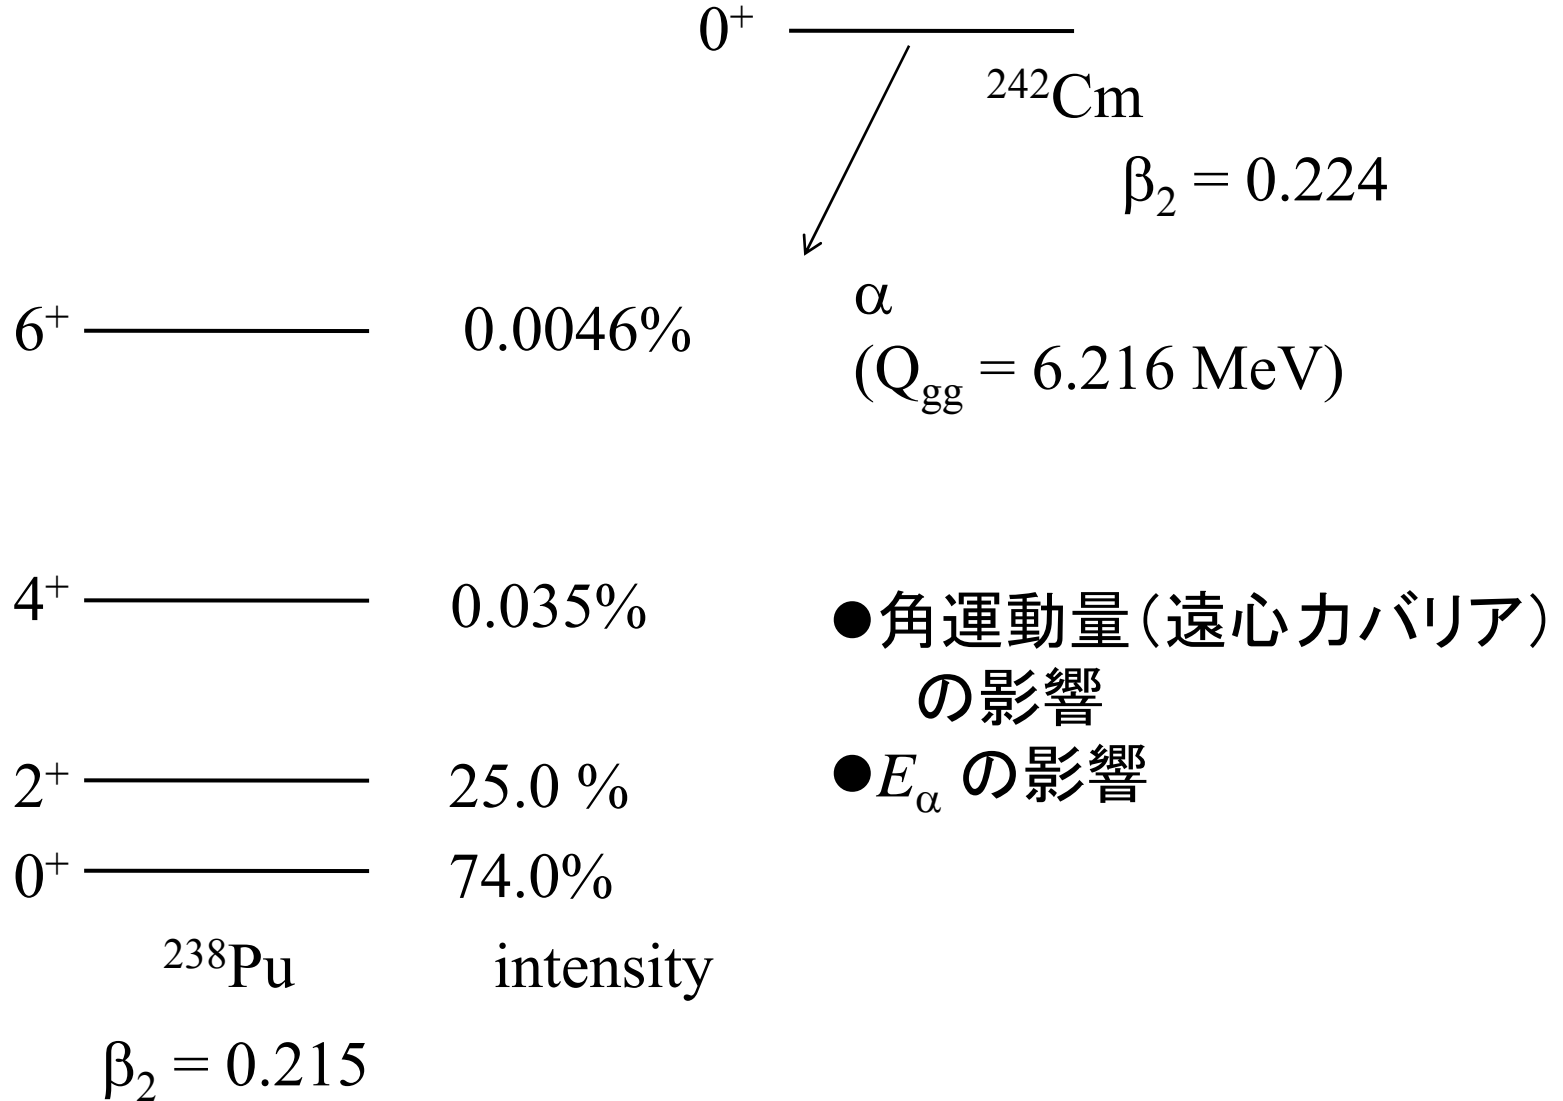 0⁺
²⁴²Cm
β₂ = 0.224
α
(Q_gg = 6.216 MeV)
6⁺ 0.0046%
4⁺ 0.035%
2⁺ 25.0 %
0⁺ 74.0%
²³⁸Pu intensity
β₂ = 0.215
●角運動量(遠心力バリア)
の影響
●E_α の影響